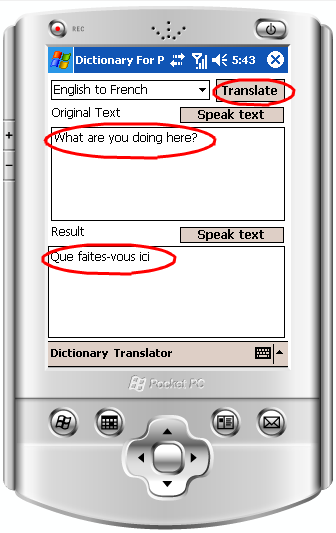 REC
Dictionary For P 5:43
English to French Translate
Original Text Speak text
What are you doing here?
Result Speak text
Que faites-vous ici
Dictionary Translator
Pocket PC